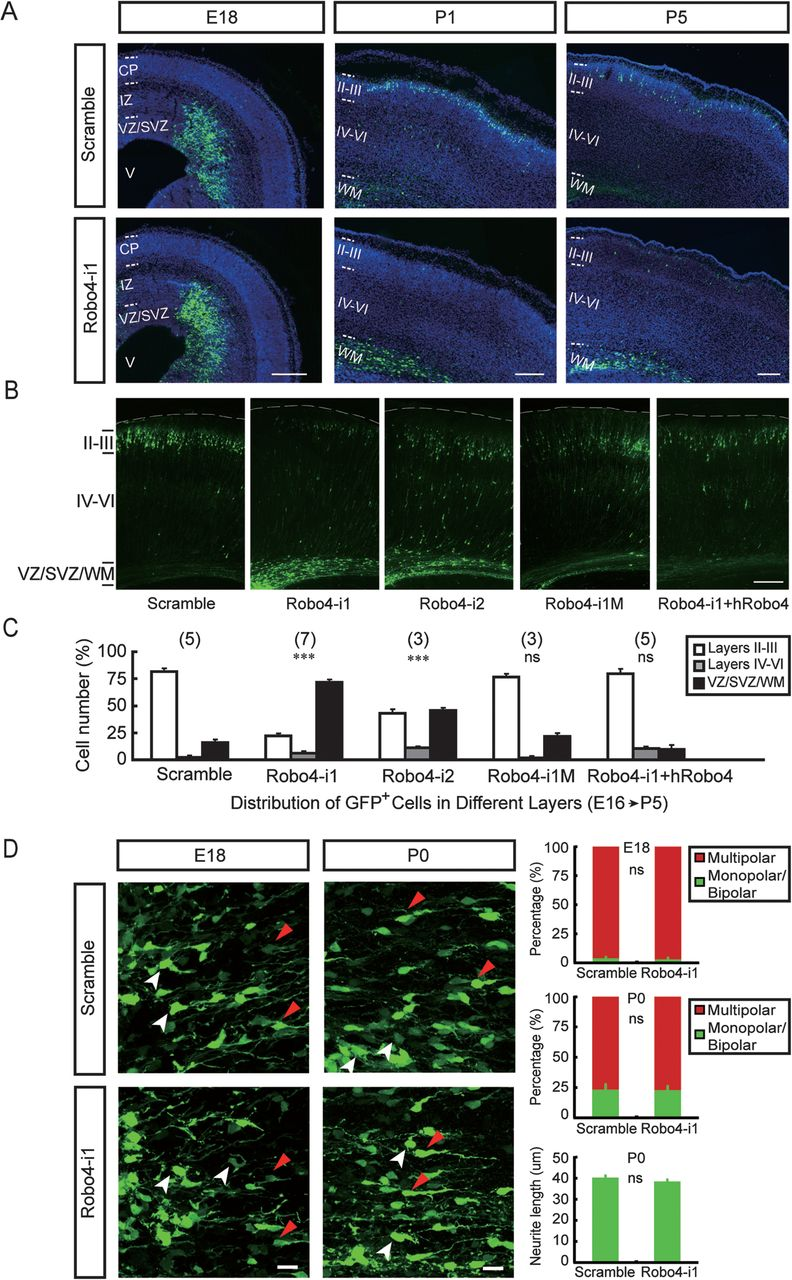 A
E18
P1
P5
Scramble
CP
IZ
VZ/SVZ
V
II-III
IV-VI
WM
II-III
IV-VI
WM
Robo4-i1
CP
IZ
VZ/SVZ
V
II-III
IV-VI
WM
II-III
IV-VI
WM
B
II-III
IV-VI
VZ/SVZ/WM
Scramble
Robo4-i1
Robo4-i2
Robo4-i1M
Robo4-i1+hRobo4
C
Cell number (%)
100
75
50
25
0
(5)
(7)
***
(3)
***
(3)
ns
(5)
ns
Layers II-III
Layers IV-VI
VZ/SVZ/WM
Scramble
Robo4-i1
Robo4-i2
Robo4-i1M
Robo4-i1+hRobo4
Distribution of GFP+ Cells in Different Layers (E16➤P5)
D
E18
P0
Scramble
Robo4-i1
Percentage (%)
100
75
50
25
0
E18
ns
Scramble Robo4-i1
Multipolar
Monopolar/
Bipolar
Percentage (%)
100
75
50
25
0
P0
ns
Scramble Robo4-i1
Multipolar
Monopolar/
Bipolar
Neurite length (um)
50
40
30
20
10
0
P0
ns
Scramble Robo4-i1